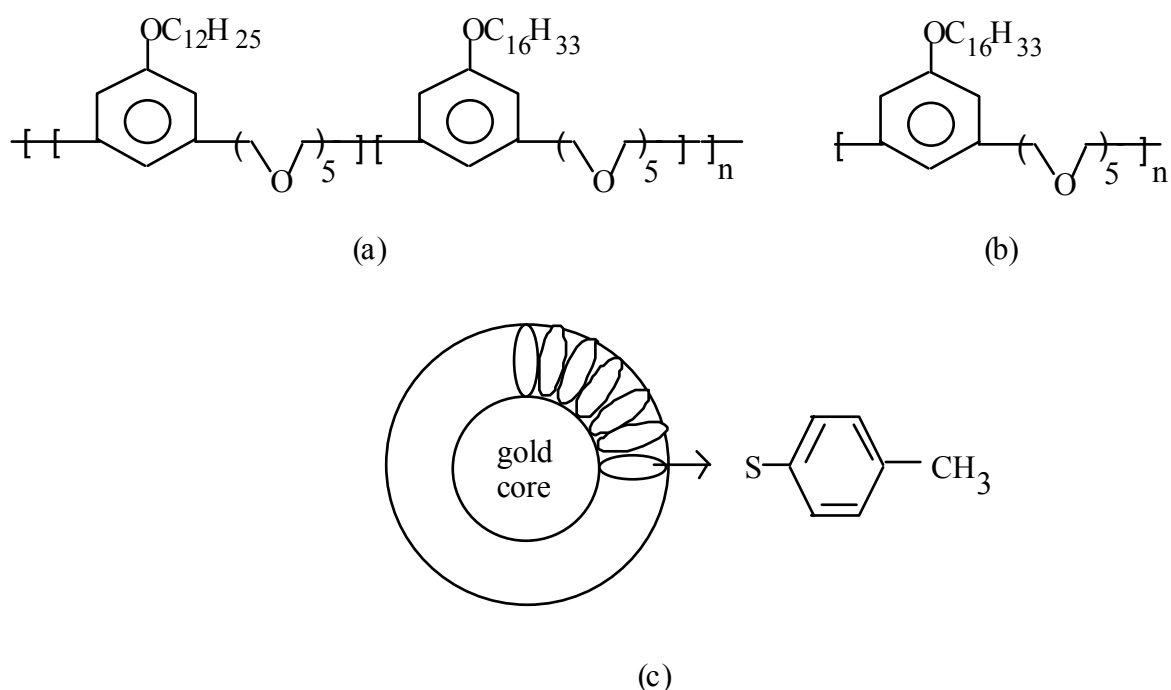 OC12H25 OC16H33 OC16H33
[ [ ( O )5 ] [ ( O )5 ] ]n [ ( O )5 ]n
(a) (b)
gold
core
S CH3
(c)